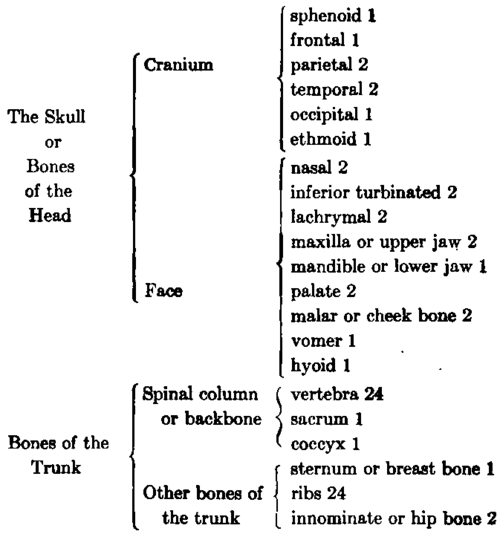 The Skull
or
Bones
of the
Head
Cranium
sphenoid 1
frontal 1
parietal 2
temporal 2
occipital 1
ethmoid 1
Face
nasal 2
inferior turbinated 2
lachrymal 2
maxilla or upper jaw 2
mandible or lower jaw 1
palate 2
malar or cheek bone 2
vomer 1
hyoid 1
Bones of the
Trunk
Spinal column
or backbone
vertebra 24
sacrum 1
coccyx 1
Other bones of
the trunk
sternum or breast bone 1
ribs 24
innominate or hip bone 2